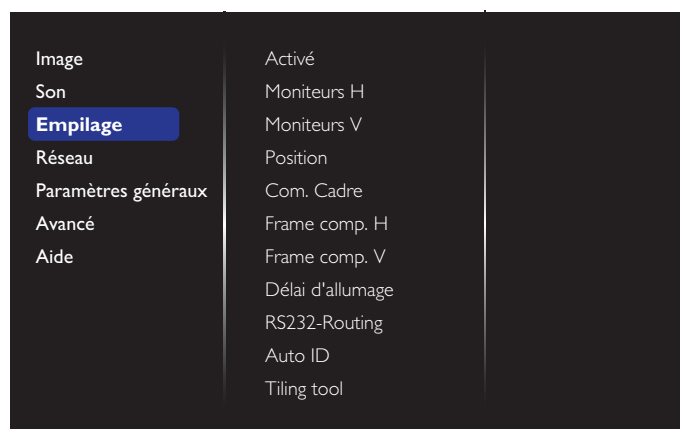 Image
Son
Empilage
Réseau
Paramètres généraux
Avancé
Aide
Activé
Moniteurs H
Moniteurs V
Position
Com. Cadre
Frame comp. H
Frame comp. V
Délai d'allumage
RS232-Routing
Auto ID
Tiling tool